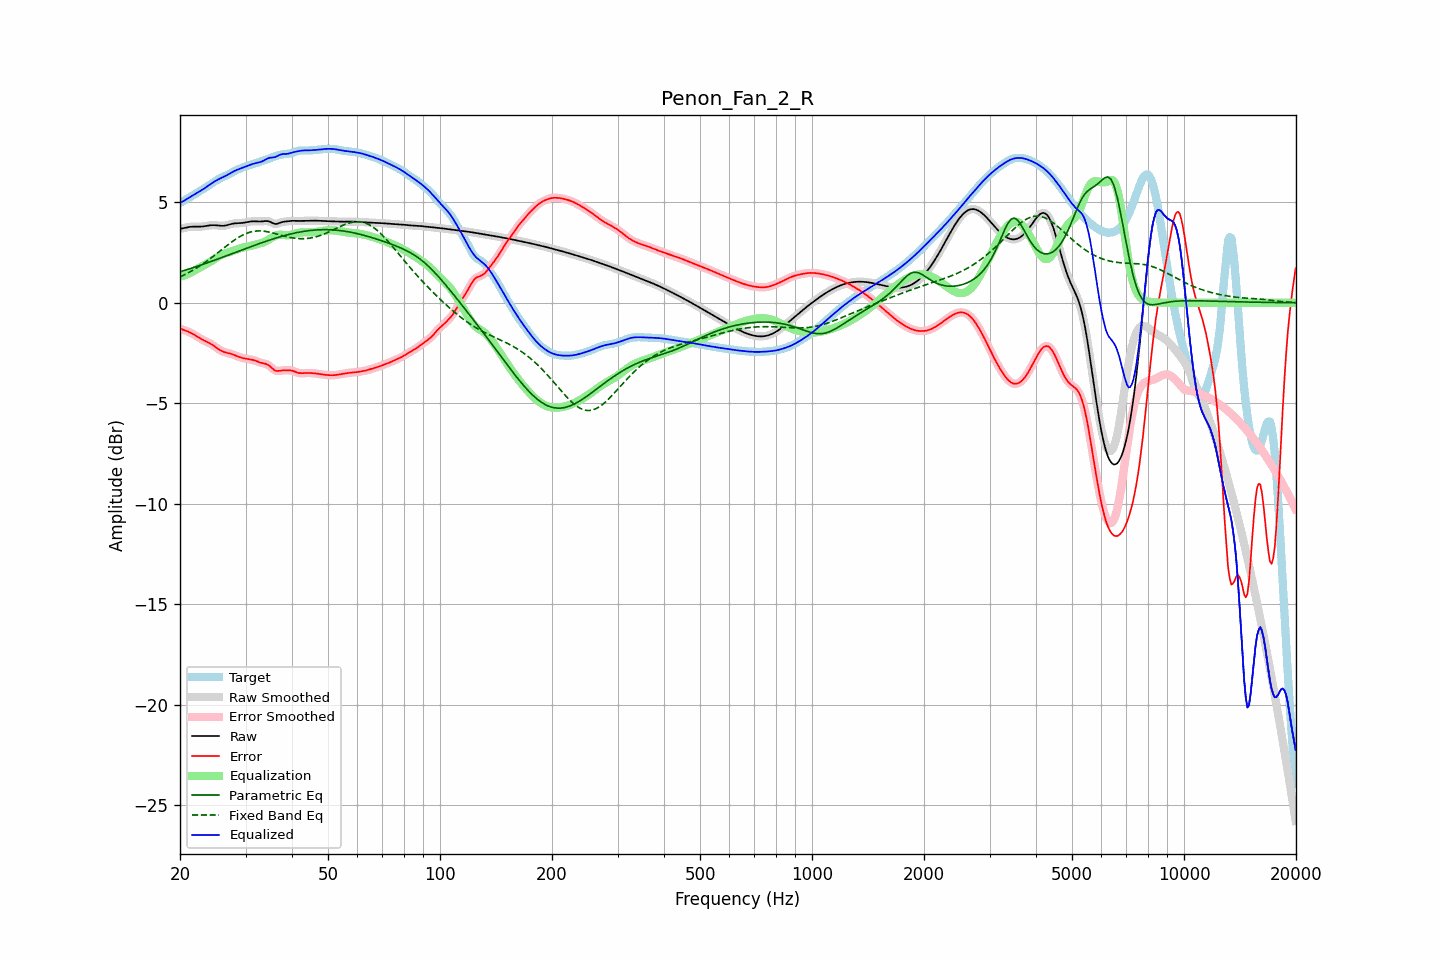 Penon_Fan_2_R
Amplitude (dBr)
5
0
−5
−10
−15
−20
−25
Target
Raw Smoothed
Error Smoothed
Raw
Error
Equalization
Parametric Eq
Fixed Band Eq
Equalized
20 50 100 200 500 1000 2000 5000 10000 20000
Frequency (Hz)